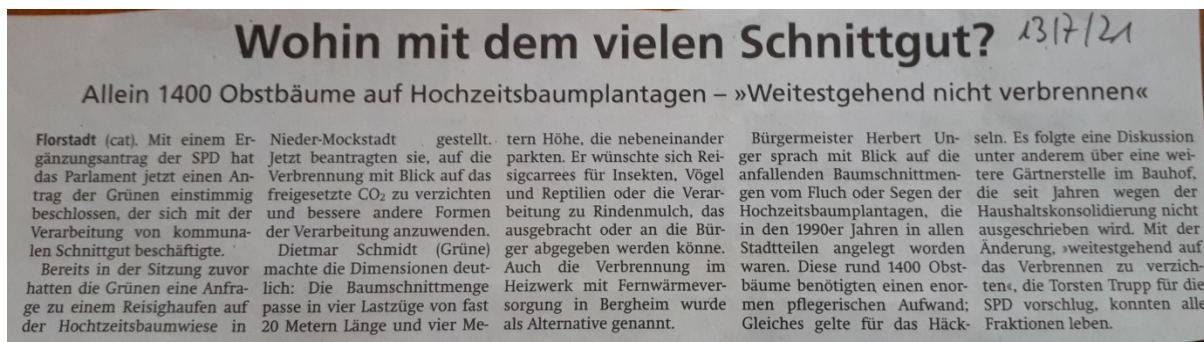 Wohin mit dem vielen Schnittgut?
13/7/21
Allein 1400 Obstbäume auf Hochzeitsbaumplantagen – »Weitestgehend nicht verbrennen«
Florstadt (cat). Mit einem Er-
gänzungsantrag der SPD hat
das Parlament jetzt einen An-
trag der Grünen einstimmig
beschlossen, der sich mit der
Verarbeitung von kommuna-
len Schnittgut beschäftigte.
Bereits in der Sitzung zuvor
hatten die Grünen eine Anfra-
ge zu einem Reisighaufen auf
der Hochtzeitsbaumwiese in
Nieder-Mockstadt gestellt.
Jetzt beantragten sie, auf die
Verbrennung mit Blick auf das
freigesetzte CO₂ zu verzichten
und bessere andere Formen
der Verarbeitung anzuwenden.
Dietmar Schmidt (Grüne)
machte die Dimensionen deut-
lich: Die Baumschnittmenge
passe in vier Lastzüge von fast
20 Metern Länge und vier Me-
tern Höhe, die nebeneinander
parkten. Er wünschte sich Rei-
sigcarrees für Insekten, Vögel
und Reptilien oder die Verar-
beitung zu Rindenmulch, das
ausgebracht oder an die Bür-
ger abgegeben werden könne.
Auch die Verbrennung im
Heizwerk mit Fernwärmever-
sorgung in Bergheim wurde
als Alternative genannt.
Bürgermeister Herbert Un-
ger sprach mit Blick auf die
anfallenden Baumschnittmen-
gen vom Fluch oder Segen der
Hochzeitsbaumplantagen, die
in den 1990er Jahren in allen
Stadtteilen angelegt worden
waren. Diese rund 1400 Obst-
bäume benötigten einen enor-
men pflegerischen Aufwand;
Gleiches gelte für das Häck-
seln. Es folgte eine Diskussion
unter anderem über eine wei-
tere Gärtnerstelle im Bauhof,
die seit Jahren wegen der
Haushaltskonsolidierung nicht
ausgeschrieben wird. Mit der
Änderung, »weitestgehend auf
das Verbrennen zu verzich-
ten«, die Torsten Trupp für die
SPD vorschlug, konnten alle
Fraktionen leben.